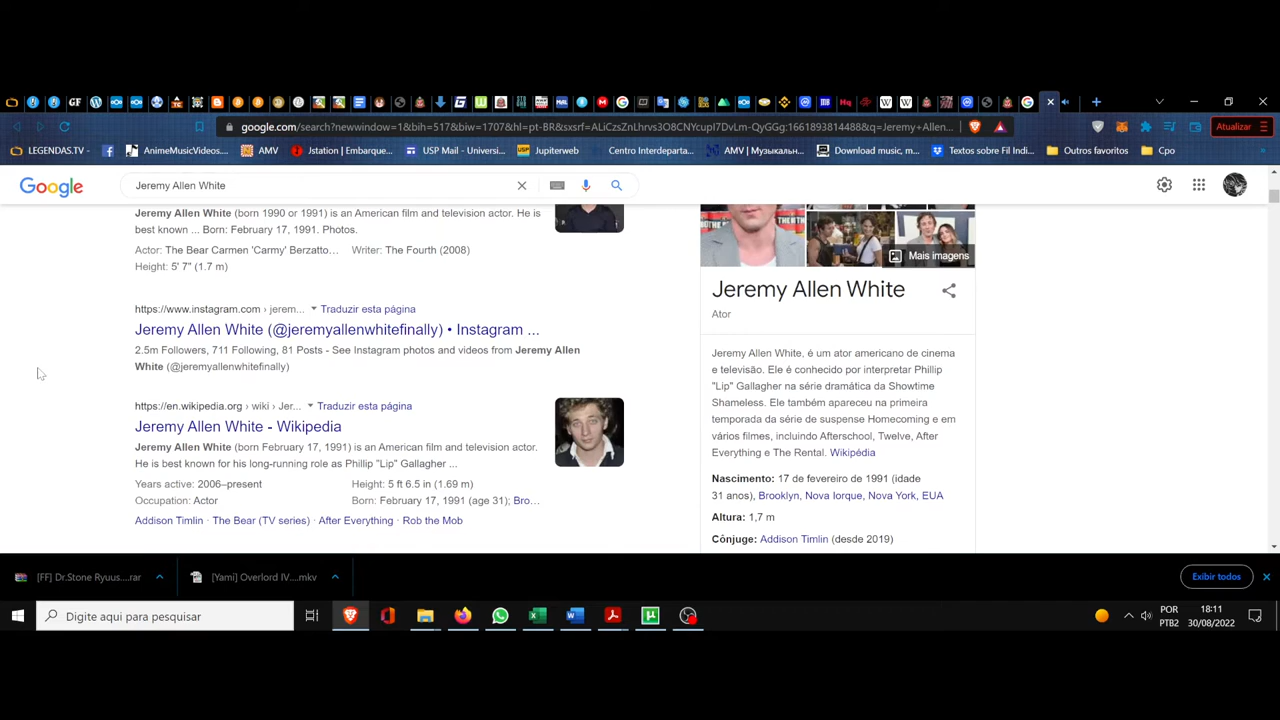 google.com/search?newwindow=1&bih=517&biw=1707&hl=pt-BR&sxsrf=ALiCzsZnLhrvs3O8CNYcupI7DvLm-QyGGg:1661893814488&q=Jeremy+Allen...
Atualizar
LEGENDAS.TV -
AnimeMusicVideos...
AMV
Jstation | Embarque...
USP Mail - Universi...
Jupiterweb
Centro Interdeparta...
AMV | Музыкальн...
Download music, m...
Textos sobre Fil Indi...
Outros favoritos
Cpo
Google
Jeremy Allen White
Jeremy Allen White (born 1990 or 1991) is an American film and television actor. He is
best known ... Born: February 17, 1991. Photos.
Actor: The Bear Carmen 'Carmy' Berzatto... Writer: The Fourth (2008)
Height: 5' 7" (1.7 m)
https://www.instagram.com › jerem... Traduzir esta página
Jeremy Allen White (@jeremyallenwhitefinally) • Instagram ...
2.5m Followers, 711 Following, 81 Posts - See Instagram photos and videos from Jeremy Allen
White (@jeremyallenwhitefinally)
https://en.wikipedia.org › wiki › Jer... Traduzir esta página
Jeremy Allen White - Wikipedia
Jeremy Allen White (born February 17, 1991) is an American film and television actor.
He is best known for his long-running role as Phillip "Lip" Gallagher ...
Years active: 2006–present Height: 5 ft 6.5 in (1.69 m)
Occupation: Actor Born: February 17, 1991 (age 31); Bro...
Addison Timlin · The Bear (TV series) · After Everything · Rob the Mob
Mais imagens
Jeremy Allen White
Ator
Jeremy Allen White, é um ator americano de cinema
e televisão. Ele é conhecido por interpretar Phillip
"Lip" Gallagher na série dramática da Showtime
Shameless. Ele também apareceu na primeira
temporada da série de suspense Homecoming e em
vários filmes, incluindo Afterschool, Twelve, After
Everything e The Rental. Wikipédia
Nascimento: 17 de fevereiro de 1991 (idade
31 anos), Brooklyn, Nova Iorque, Nova York, EUA
Altura: 1,7 m
Cônjuge: Addison Timlin (desde 2019)
[FF] Dr.Stone Ryuus....rar
[Yami] Overlord IV....mkv
Exibir todos
Digite aqui para pesquisar
POR
PTB2
18:11
30/08/2022